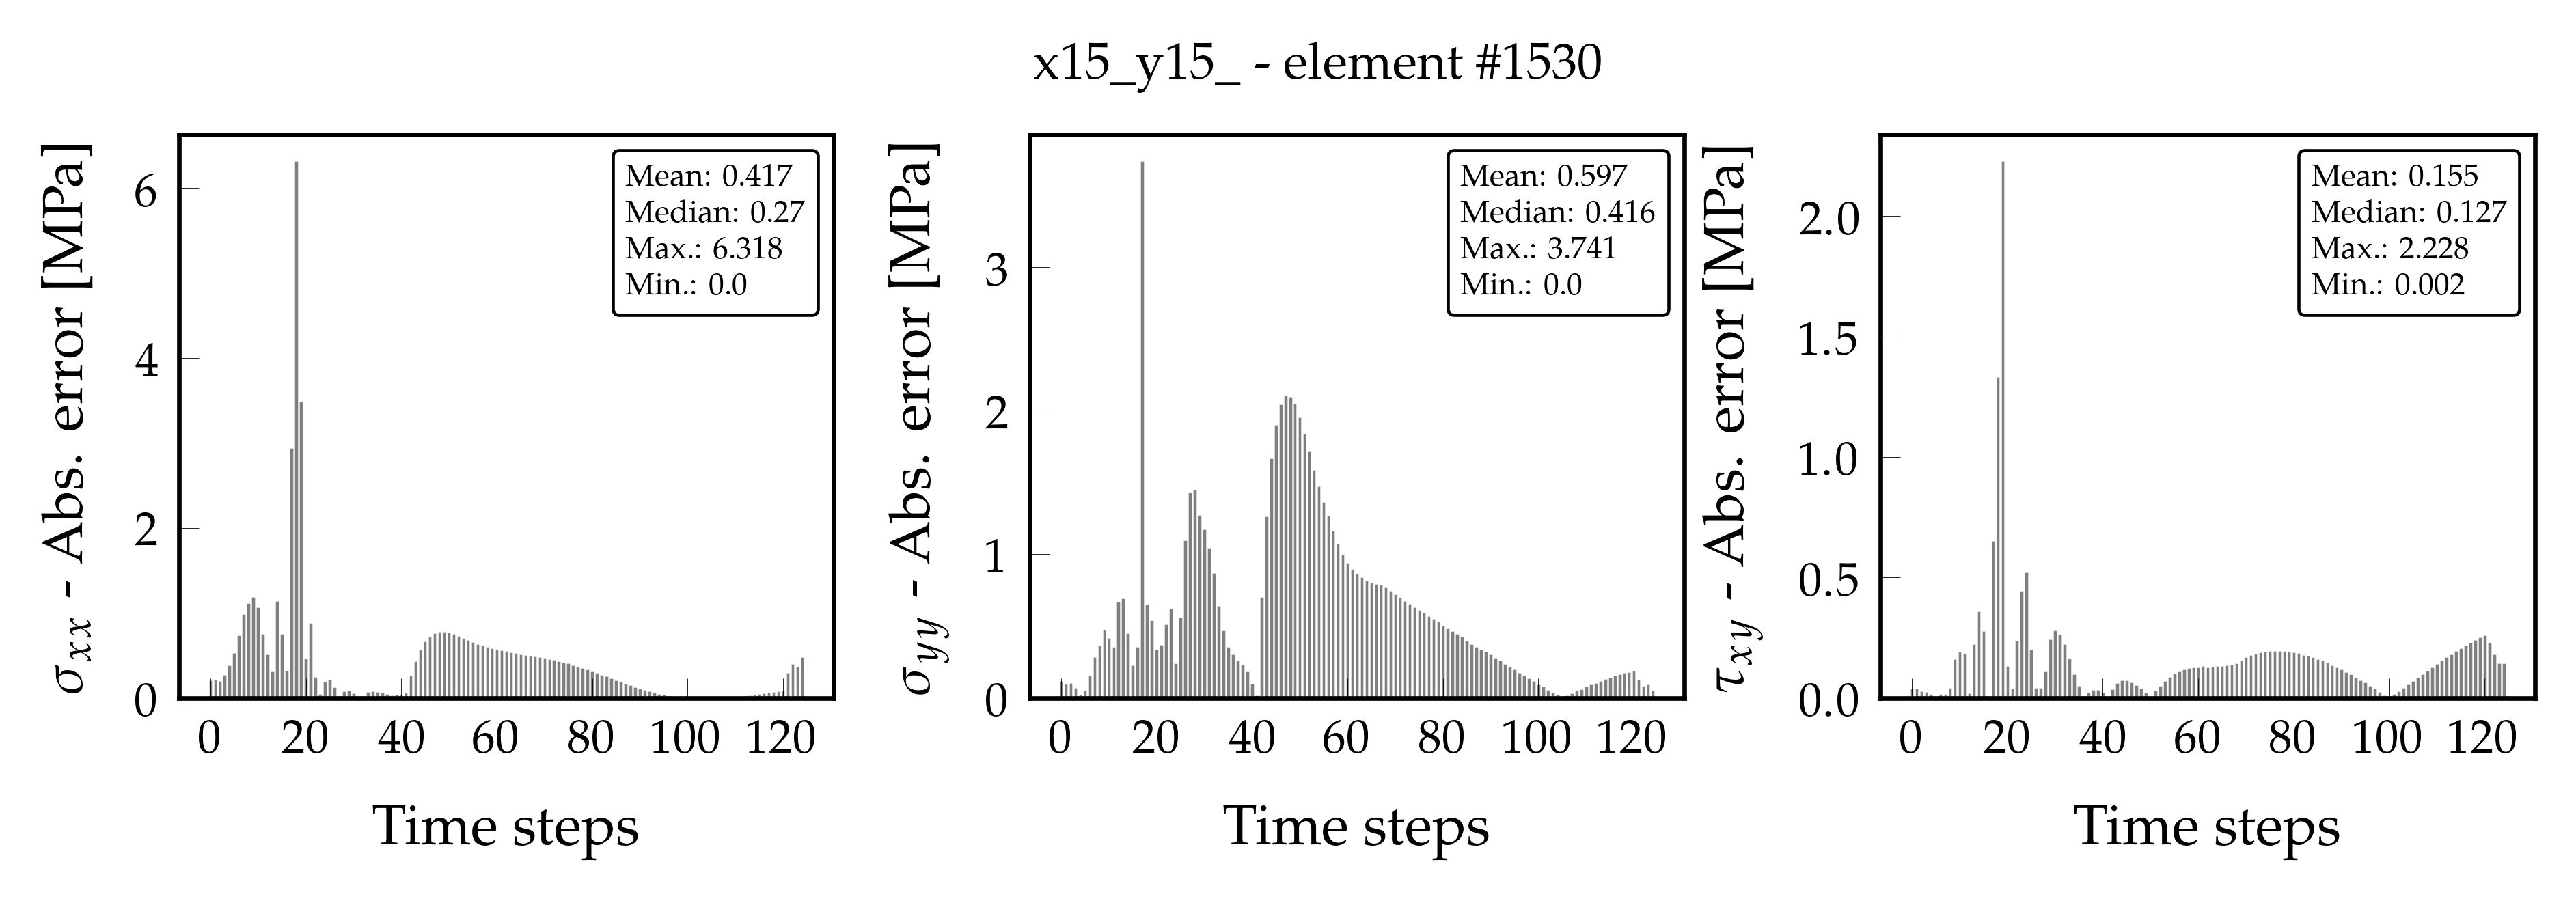 x15_y15_ - element #1530
σxx - Abs. error [MPa]
6
4
2
0
0 20 40 60 80 100 120
Time steps
Mean: 0.417
Median: 0.27
Max.: 6.318
Min.: 0.0
σyy - Abs. error [MPa]
3
2
1
0
0 20 40 60 80 100 120
Time steps
Mean: 0.597
Median: 0.416
Max.: 3.741
Min.: 0.0
τxy - Abs. error [MPa]
2.0
1.5
1.0
0.5
0.0
0 20 40 60 80 100 120
Time steps
Mean: 0.155
Median: 0.127
Max.: 2.228
Min.: 0.002